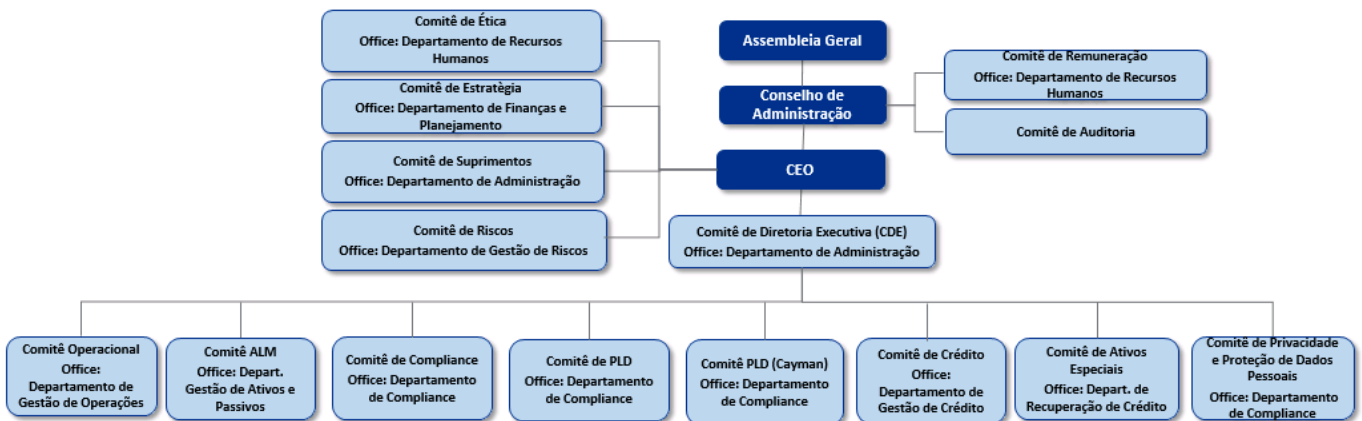 Comitê de Ética
Office: Departamento de Recursos
Humanos
Assembleia Geral
Comitê de Remuneração
Office: Departamento de Recursos
Humanos
Comitê de Estratègia
Office: Departamento de Finanças e
Planejamento
Conselho de
Administração
Comitê de Auditoria
Comitê de Suprimentos
Office: Departamento de Administração
CEO
Comitê de Riscos
Office: Departamento de Gestão de Riscos
Comitê de Diretoria Executiva (CDE)
Office: Departamento de Administração
Comitê Operacional
Office:
Departamento de
Gestão de Operações
Comitê ALM
Office: Depart.
Gestão de Ativos e
Passivos
Comitê de Compliance
Office: Departamento
de Compliance
Comitê de PLD
Office: Departamento
de Compliance
Comitê PLD (Cayman)
Office: Departamento
de Compliance
Comitê de Crédito
Office:
Departamento de
Gestão de Crédito
Comitê de Ativos
Especiais
Office: Depart. de
Recuperação de Crédito
Comitê de Privacidade
e Proteção de Dados
Pessoais
Office: Departamento
de Compliance